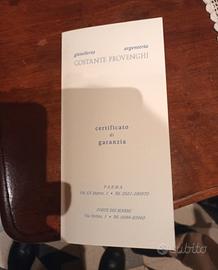 gioielleria argenteria
COSTANTE PROVENGHI
certificato
di
garanzia
PARMA
FORTE DEI MARMI
subito